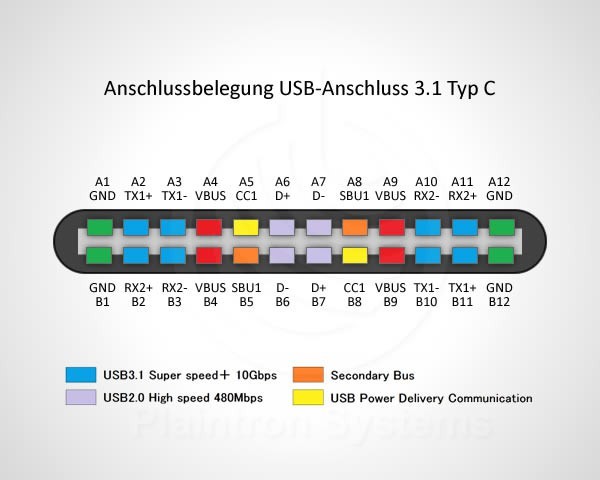 Anschlussbelegung USB-Anschluss 3.1 Typ C
A1 A2 A3 A4 A5 A6 A7 A8 A9 A10 A11 A12
GND TX1+ TX1- VBUS CC1 D+ D- SBU1 VBUS RX2- RX2+ GND
GND RX2+ RX2- VBUS SBU1 D- D+ CC1 VBUS TX1- TX1+ GND
B1 B2 B3 B4 B5 B6 B7 B8 B9 B10 B11 B12
USB3.1 Super speed+ 10Gbps
Secondary Bus
USB2.0 High speed 480Mbps
USB Power Delivery Communication
Plaintron Systems